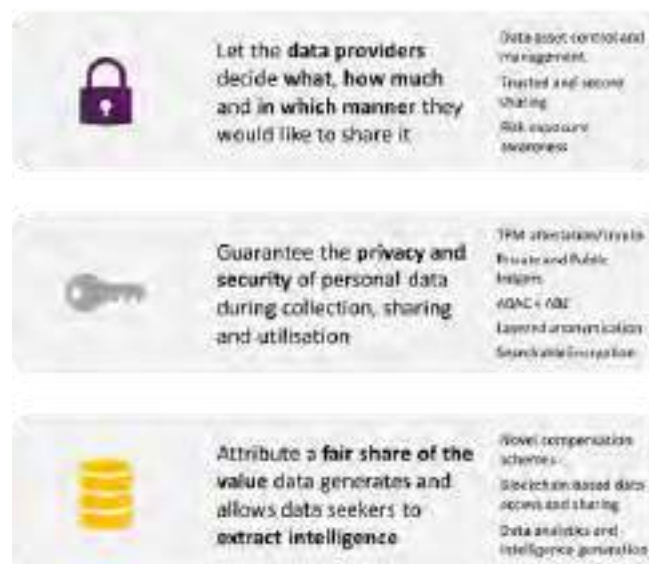 Let the data providers
decide what, how much
and in which manner they
would like to share it
Data asset control and
management
Trusted and secure
sharing
Risk exposure
awareness
Guarantee the privacy and
security of personal data
during collection, sharing
and utilisation
TPM attestation/
Private and Public
ABAC + ABE
Layered anonymisation
Searchable Encryption
Attribute a fair share of the
value data generates and
allows data seekers to
extract intelligence
Novel compensation
schemes
Blockchain based data
access and sharing
Data analytics and
intelligence generation